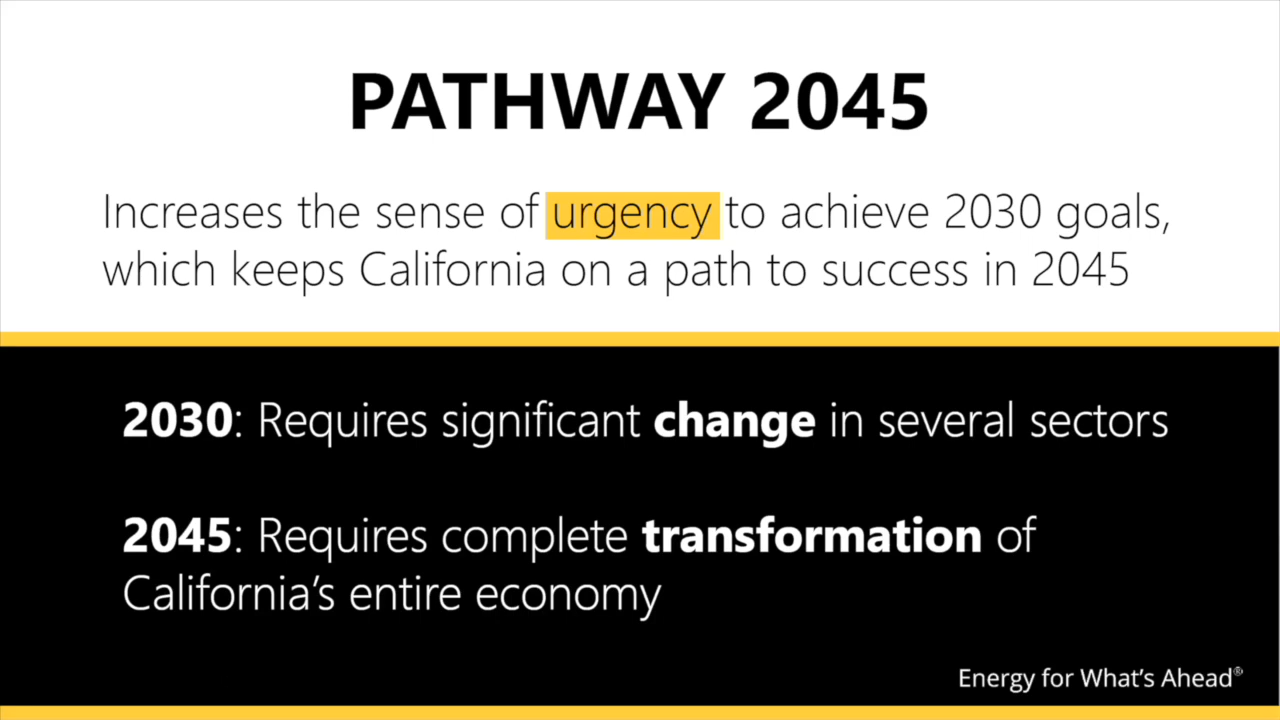 PATHWAY 2045
Increases the sense of urgency to achieve 2030 goals,
which keeps California on a path to success in 2045
2030: Requires significant change in several sectors
2045: Requires complete transformation of
California’s entire economy
Energy for What’s Ahead®